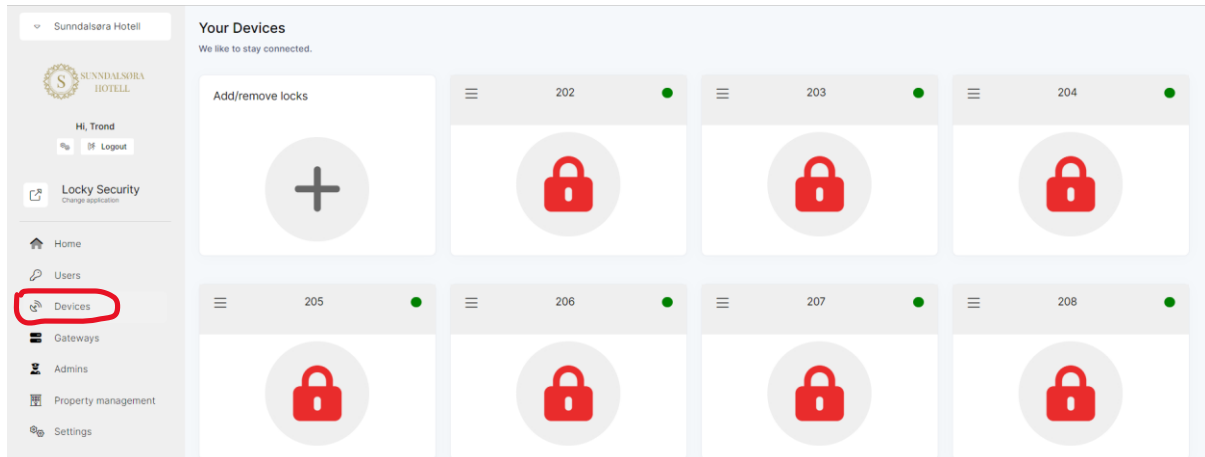 Sunndalsøra Hotell
S
SUNNDALSØRA
HOTELL
Hi, Trond
Logout
Locky Security
Change application
Home
Users
Devices
Gateways
Admins
Property management
Settings
Your Devices
We like to stay connected.
Add/remove locks
202
203
204
205
206
207
208